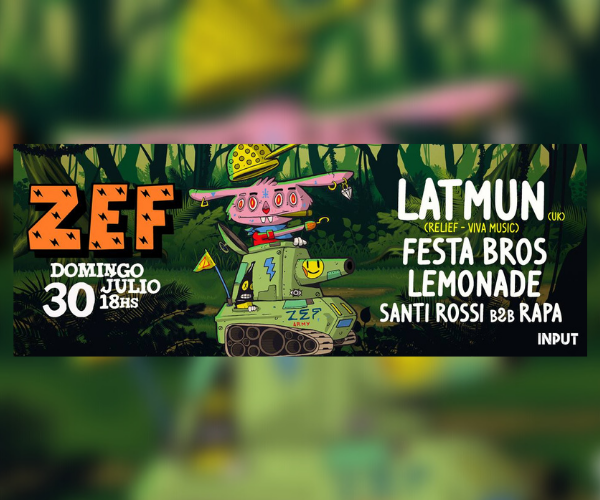 ZEF
DOMINGO
30 JULIO
18HS
ZEF
ARMY
LATMUN (UK)
(RELIEF - VIVA MUSIC)
FESTA BROS
LEMONADE
SANTI ROSSI B2B RAPA
INPUT